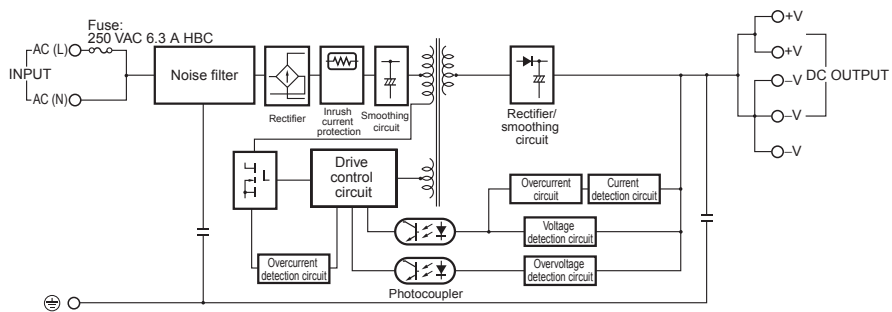 Fuse:
250 VAC 6.3 A HBC
AC (L)
INPUT
AC (N)
Noise filter
Rectifier
Inrush
current
protection
Smoothing
circuit
Rectifier/
smoothing
circuit
+V
+V
–V
DC OUTPUT
–V
–V
Drive
control
circuit
Overcurrent
circuit
Current
detection circuit
Voltage
detection circuit
Overcurrent
detection circuit
Overvoltage
detection circuit
Photocoupler